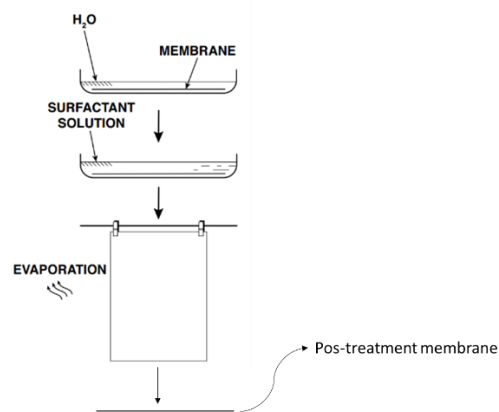 H₂O
MEMBRANE
SURFACTANT
SOLUTION
EVAPORATION
Pos-treatment membrane